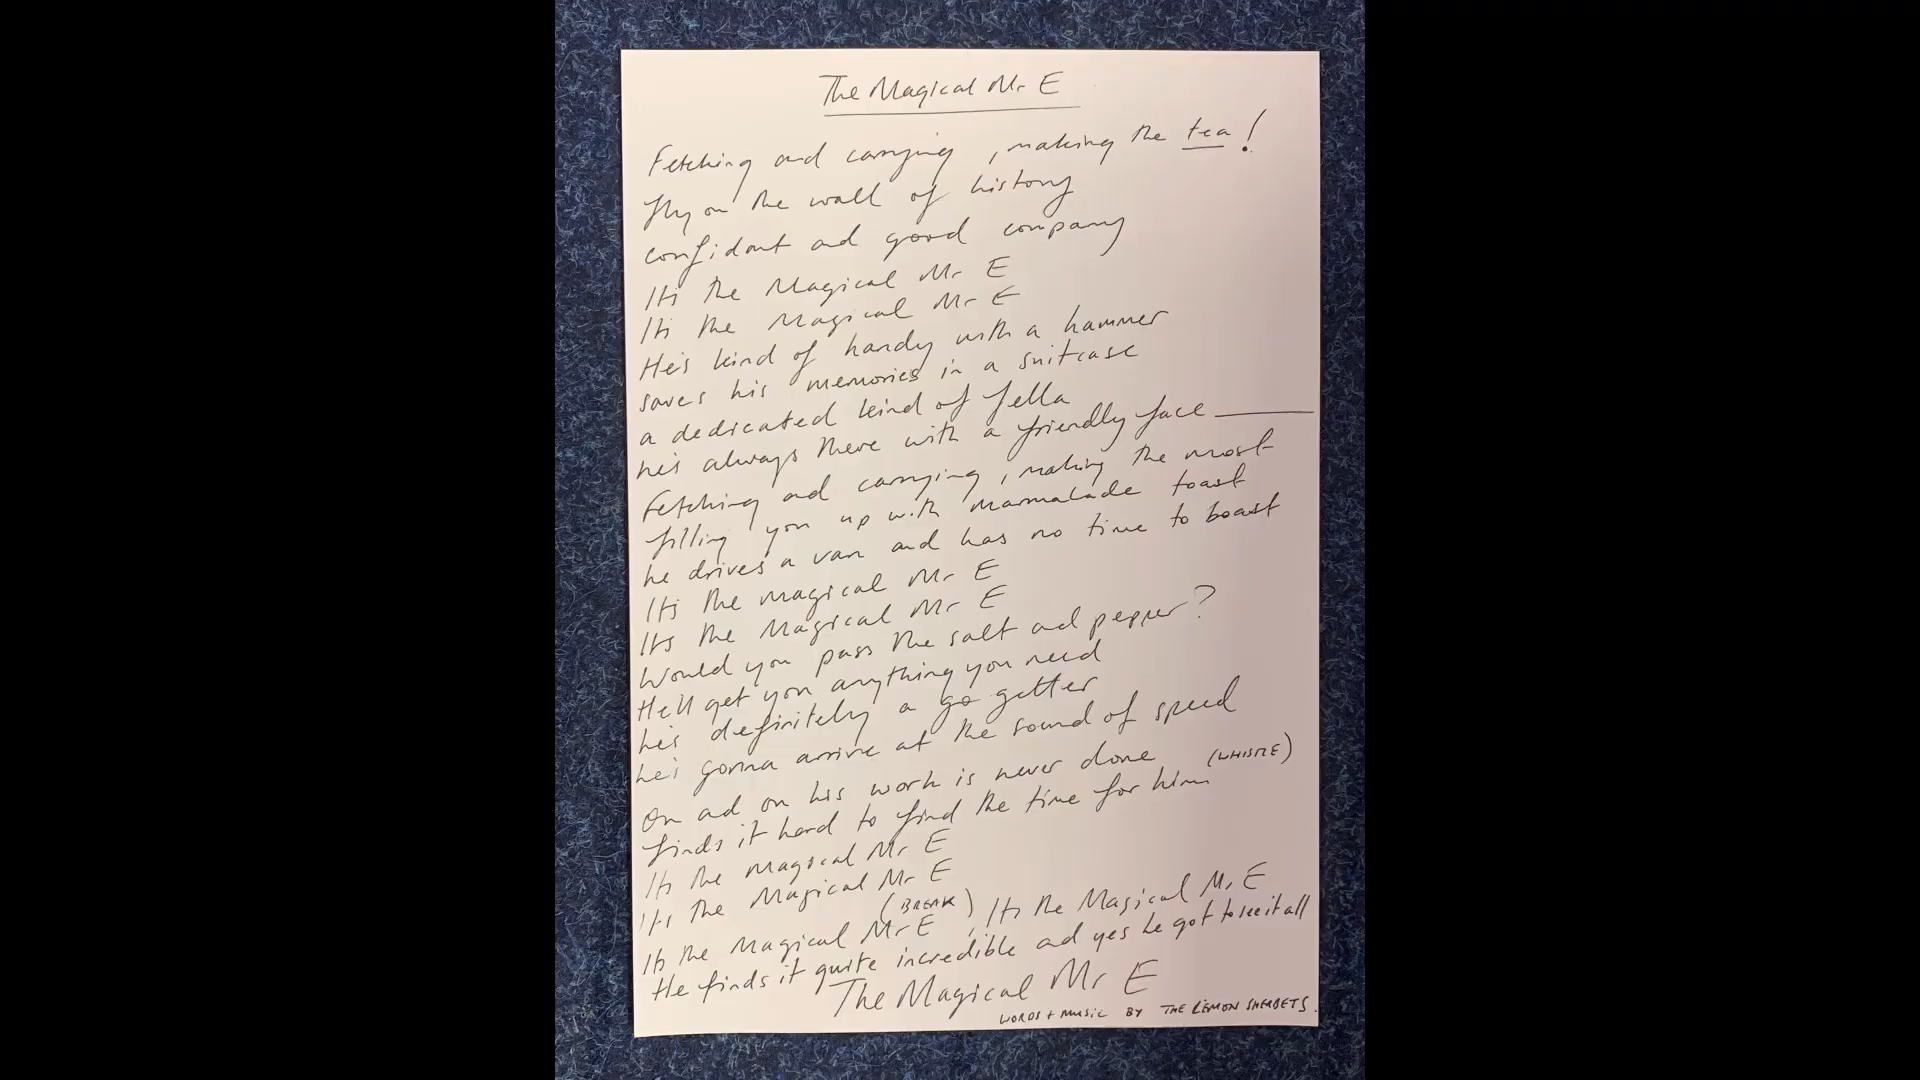 The Magical Mr E
Fetching and carrying, making the tea!
fly on the wall of history
confidant and good company
It's the Magical Mr E
It's the Magical Mr E
He's kind of handy with a hammer
saves his memories in a suitcase
a dedicated kind of fella
he's always there with a friendly face
Fetching and carrying, making the most
filling you up with marmalade toast
he drives a van and has no time to boast
It's the magical Mr E
It's the Magical Mr E
Would you pass the salt and pepper?
He'll get you anything you need
he's definitely a go getter
he's gonna arrive at the sound of speed
On and on his work is never done (WHISTLE)
finds it hard to find the time for him
It's the Magical Mr E
It's the Magical Mr E
(BREAK)
It's the Magical Mr E, It's the Magical Mr E
He finds it quite incredible and yes he got to see it all
The Magical Mr E
WORDS + MUSIC BY THE LEMON SHERBETS.